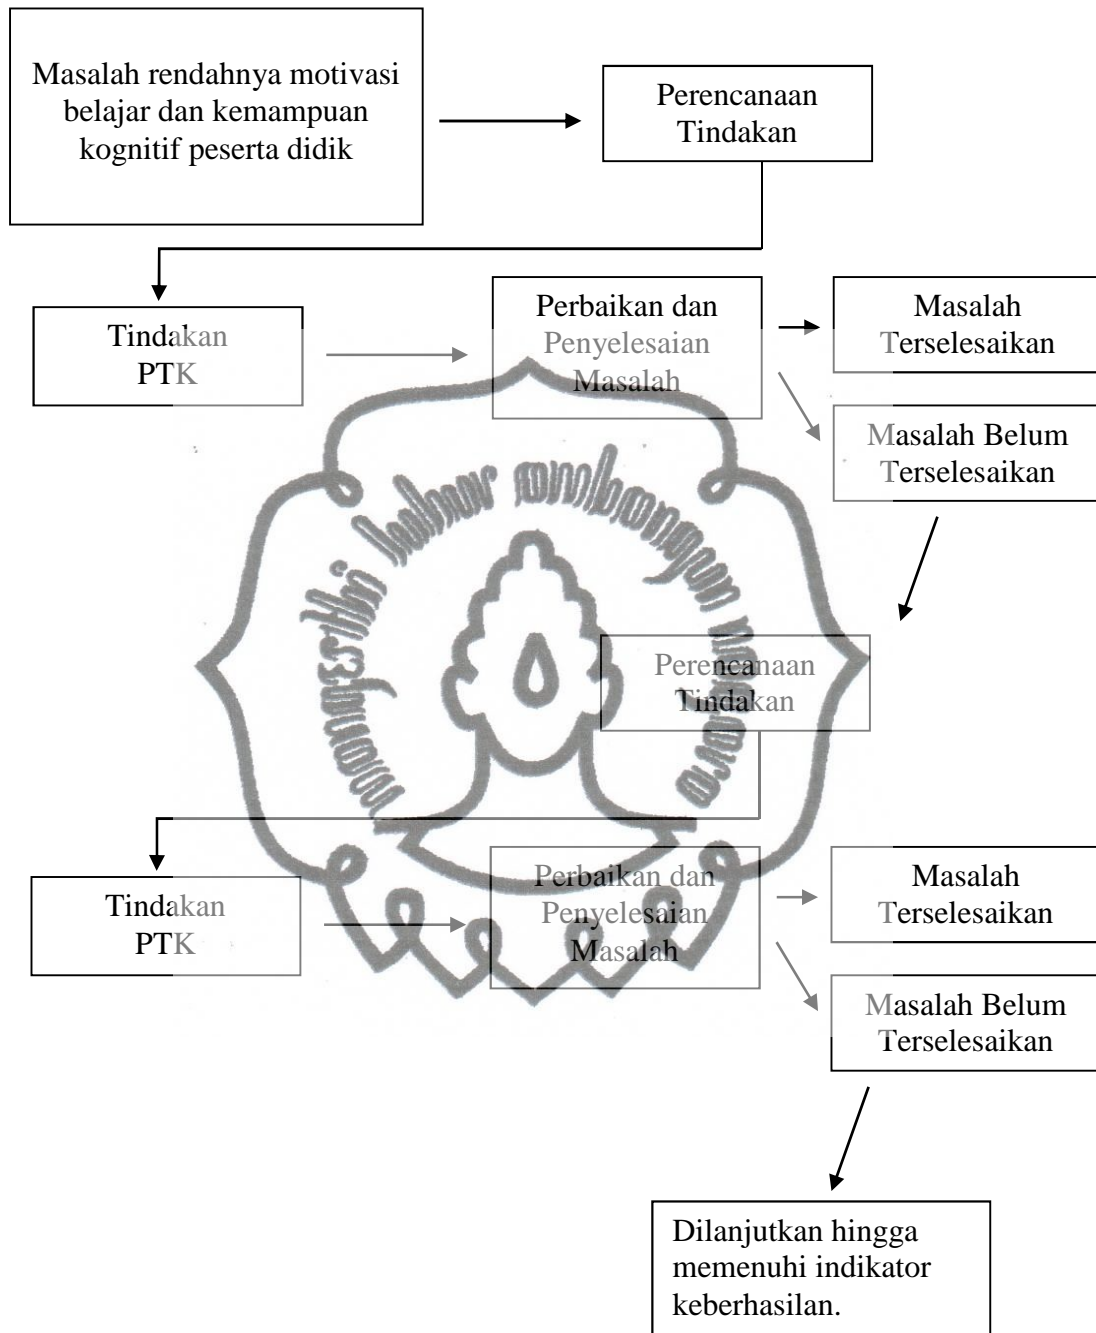 Masalah rendahnya motivasi
belajar dan kemampuan
kognitif peserta didik
Perencanaan
Tindakan
Tindakan
PTK
Perbaikan dan
Penyelesaian
Masalah
Masalah
Terselesaikan
Masalah Belum
Terselesaikan
Perencanaan
Tindakan
Tindakan
PTK
Perbaikan dan
Penyelesaian
Masalah
Masalah
Terselesaikan
Masalah Belum
Terselesaikan
Dilanjutkan hingga
memenuhi indikator
keberhasilan.